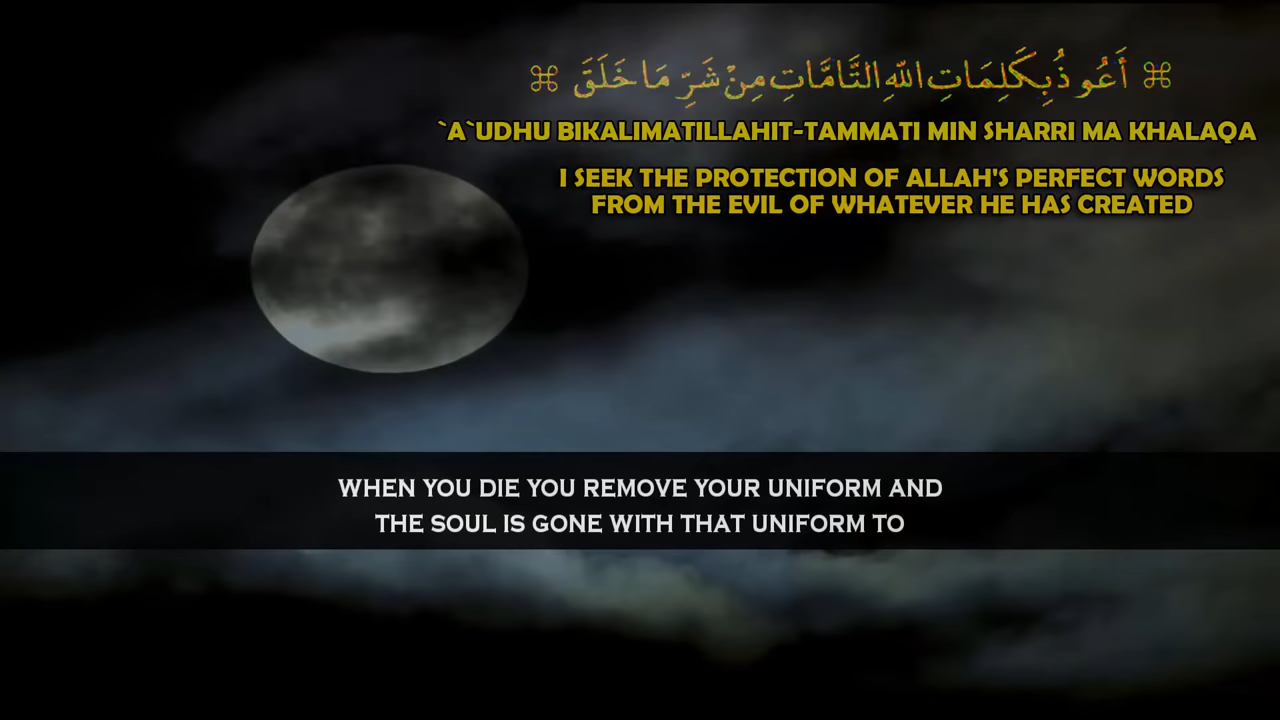 ⌘ أَعُوذُ بِكَلِمَاتِ اللّٰهِ التَّامَّاتِ مِنْ شَرِّ مَا خَلَقَ ⌘
`A`UDHU BIKALIMATILLAHIT-TAMMATI MIN SHARRI MA KHALAQA
I SEEK THE PROTECTION OF ALLAH'S PERFECT WORDS
FROM THE EVIL OF WHATEVER HE HAS CREATED
WHEN YOU DIE YOU REMOVE YOUR UNIFORM AND
THE SOUL IS GONE WITH THAT UNIFORM TO